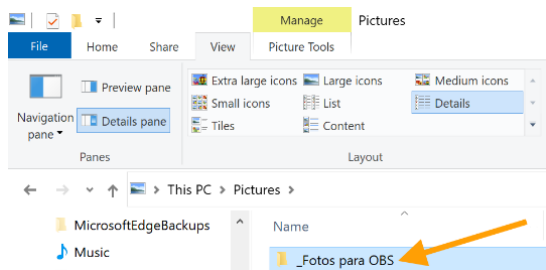 Manage Pictures
File Home Share View Picture Tools
Preview pane
Details pane
Navigation
pane
Extra large icons Large icons Medium icons
Small icons List Details
Tiles Content
Panes Layout
This PC > Pictures >
MicrosoftEdgeBackups Name
Music _Fotos para OBS